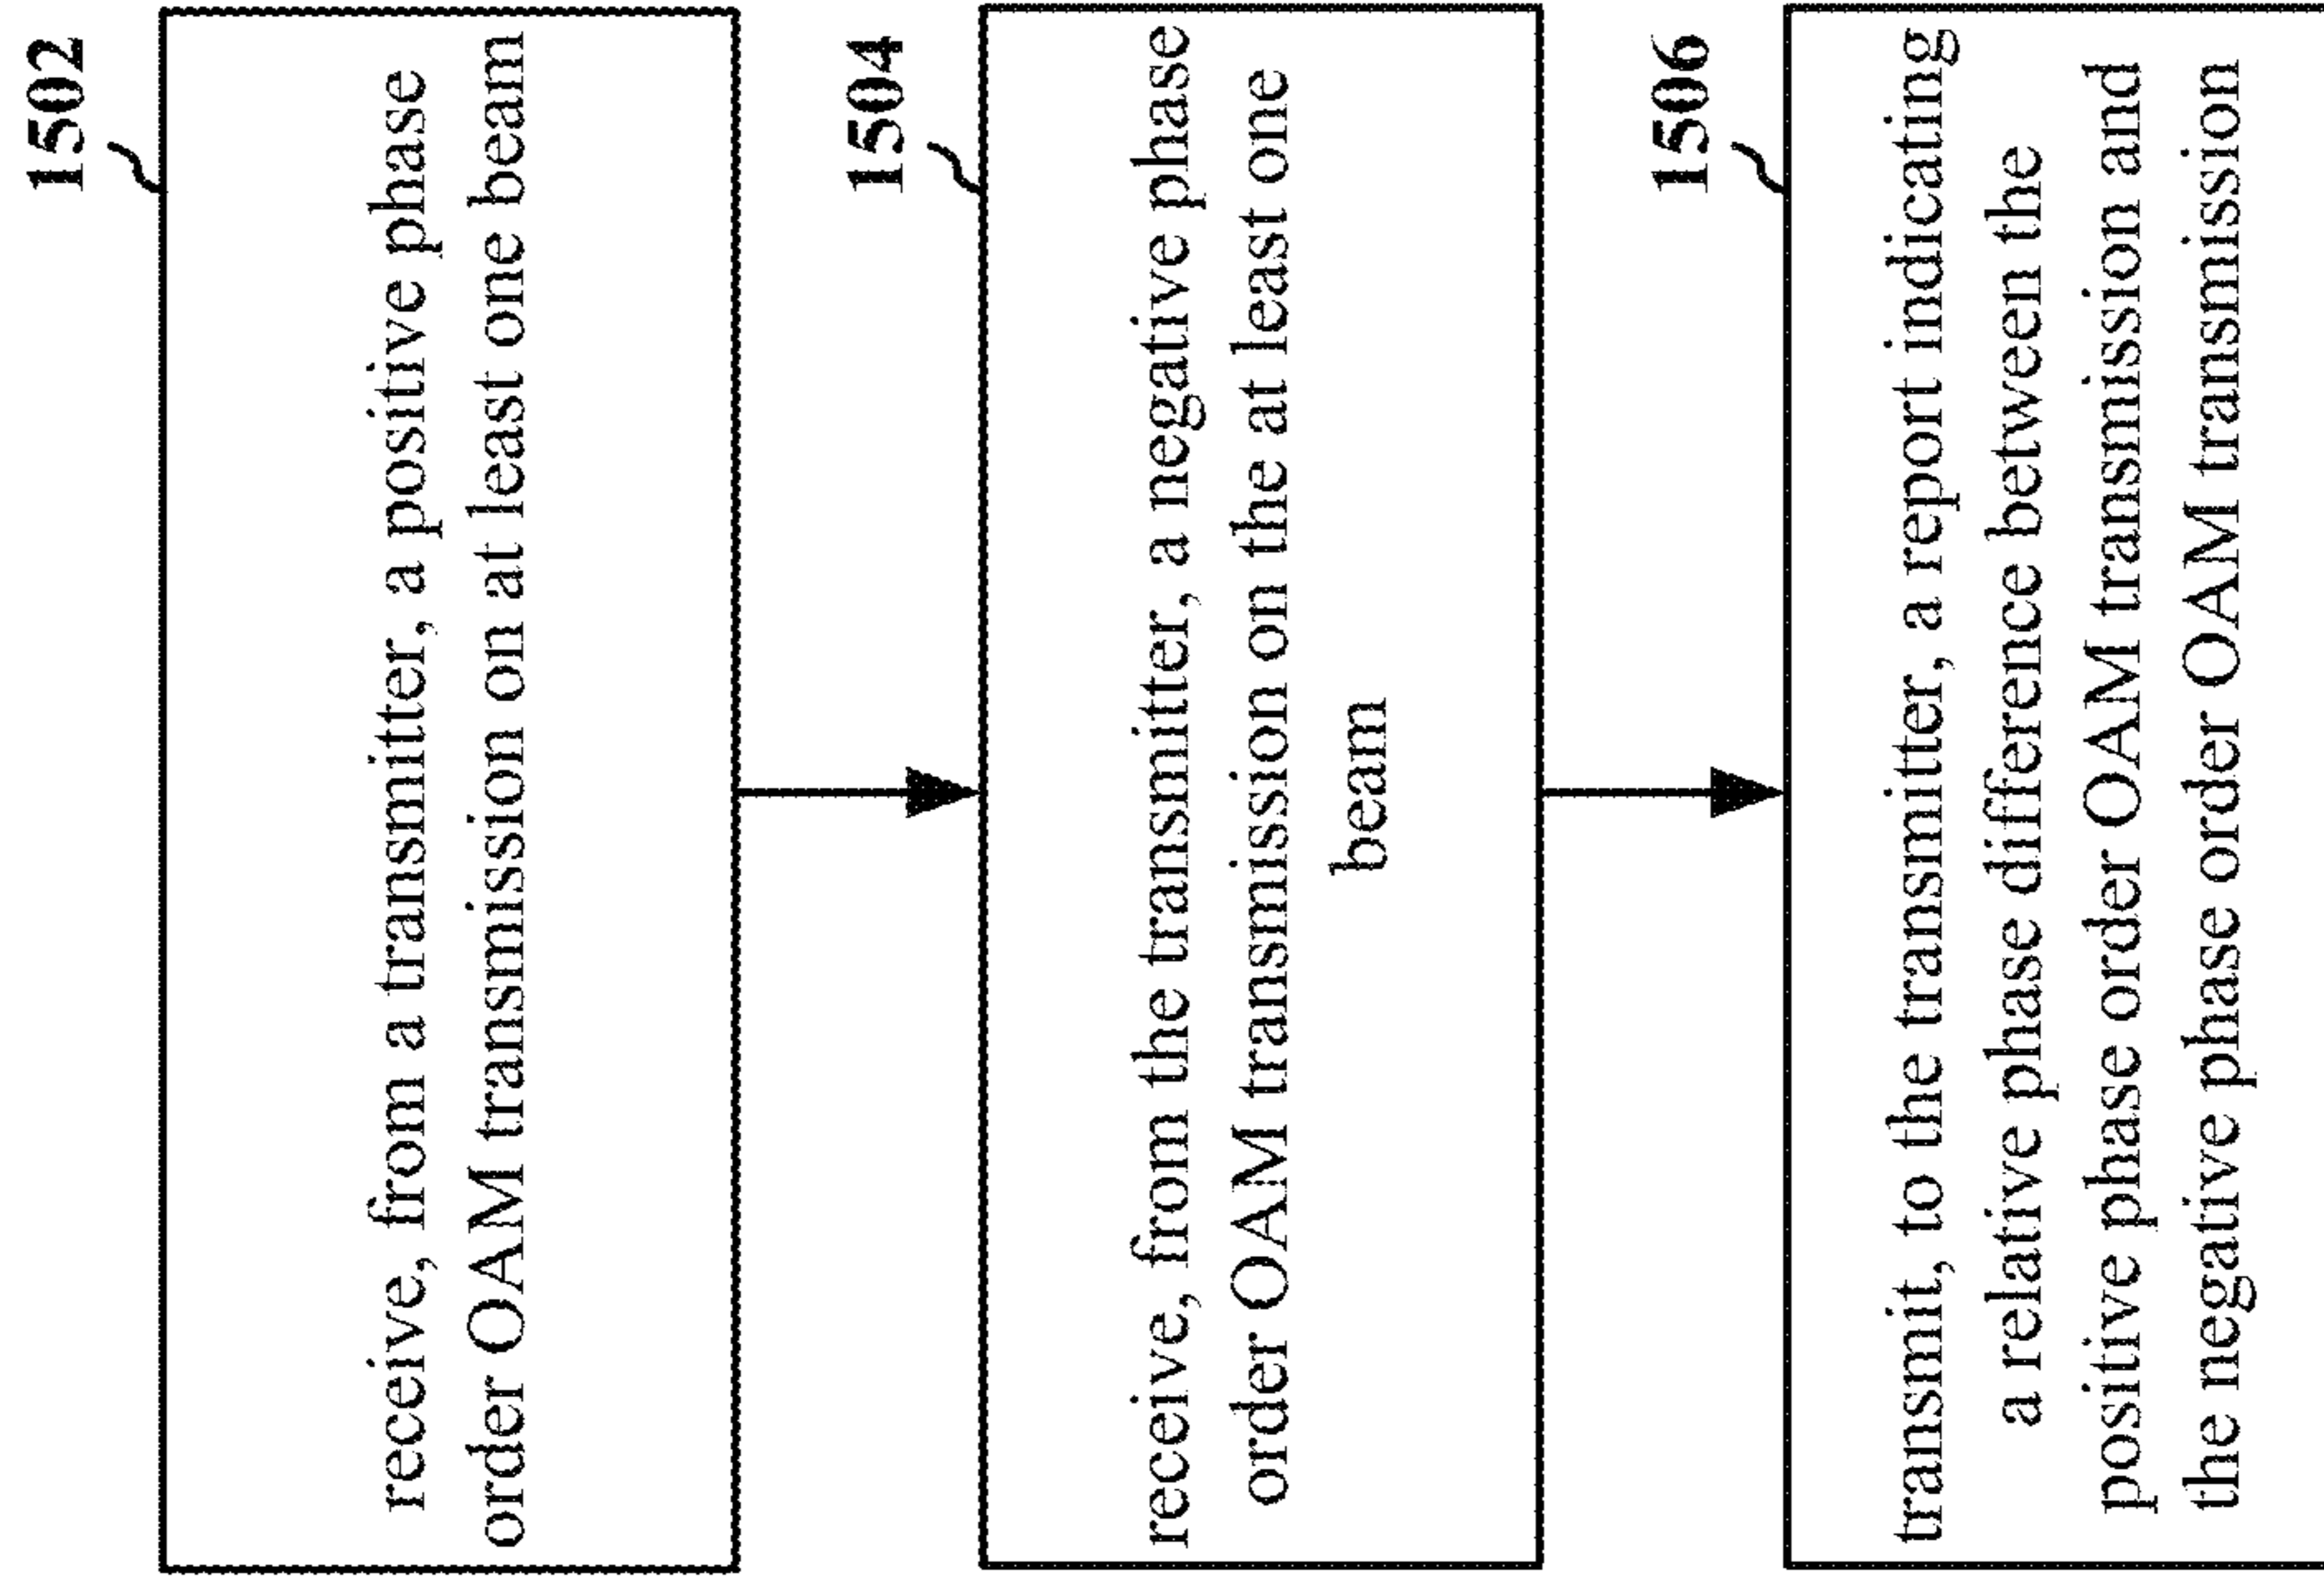 1502
receive, from a transmitter, a positive phase
order OAM transmission on at least one beam
1504
receive, from the transmitter, a negative phase
order OAM transmission on the at least one
beam
1506
transmit, to the transmitter, a report indicating
a relative phase difference between the
positive phase order OAM transmission and
the negative phase order OAM transmission